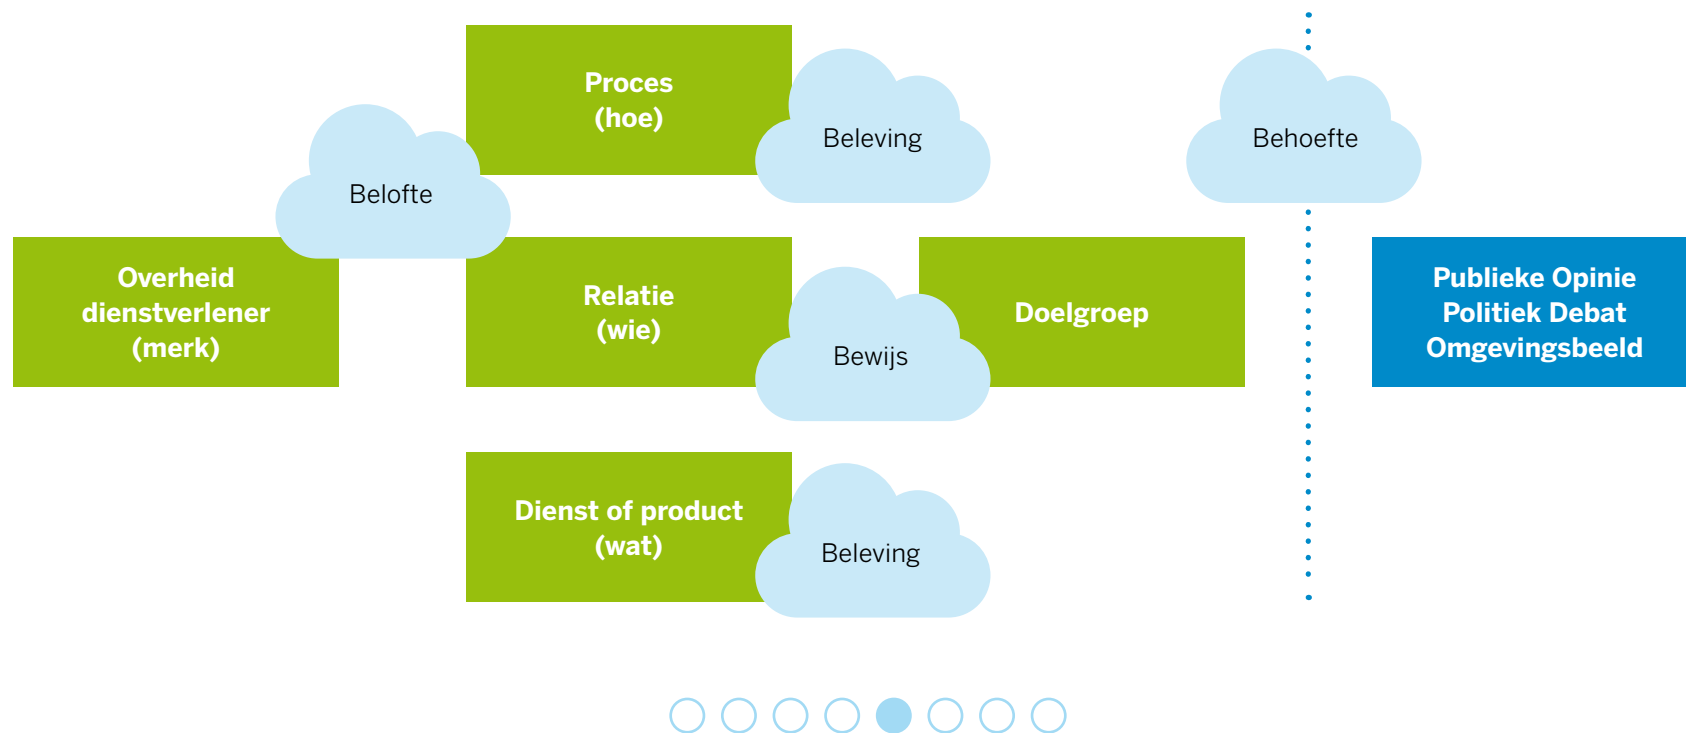 Proces
(hoe)
Beleving
Behoefte
Belofte
Overheid
dienstverlener
(merk)
Relatie
(wie)
Bewijs
Doelgroep
Publieke Opinie
Politiek Debat
Omgevingsbeeld
Dienst of product
(wat)
Beleving